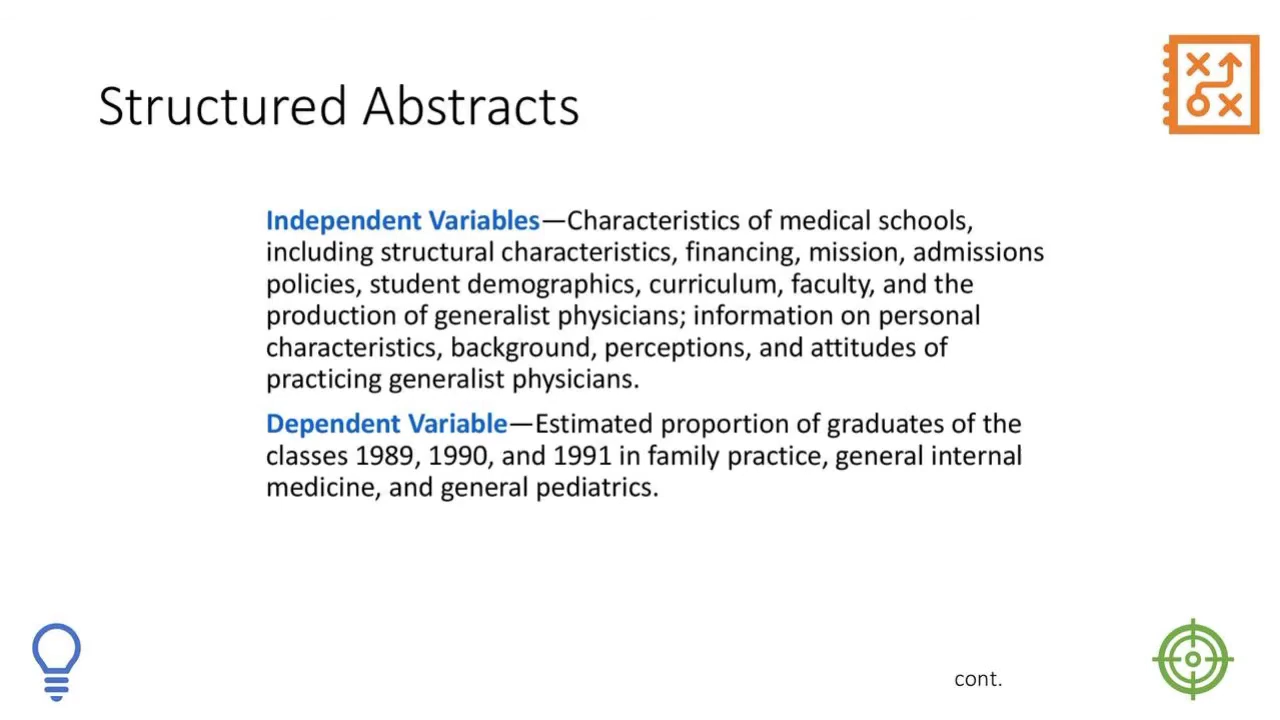 Structured Abstracts
Independent Variables—Characteristics of medical schools,
including structural characteristics, financing, mission, admissions
policies, student demographics, curriculum, faculty, and the
production of generalist physicians; information on personal
characteristics, background, perceptions, and attitudes of
practicing generalist physicians.
Dependent Variable—Estimated proportion of graduates of the
classes 1989, 1990, and 1991 in family practice, general internal
medicine, and general pediatrics.
cont.